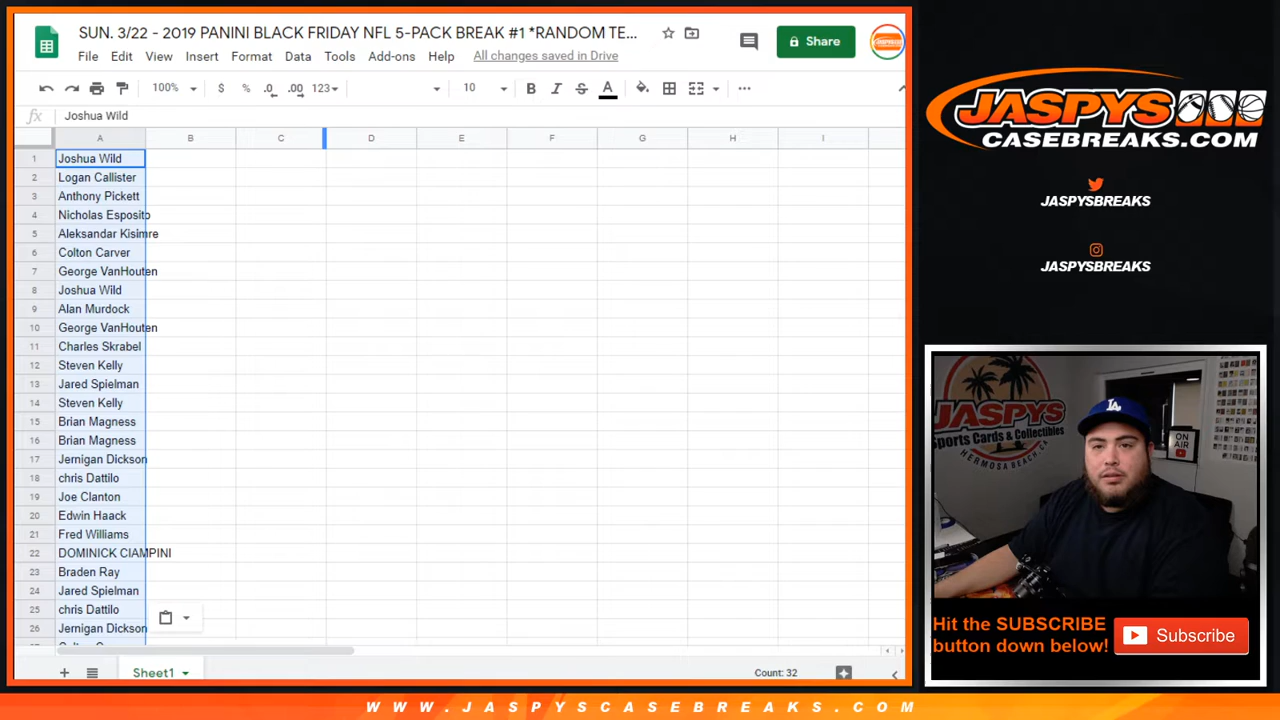 SUN. 3/22 - 2019 PANINI BLACK FRIDAY NFL 5-PACK BREAK #1 *RANDOM TE...
Share
File Edit View Insert Format Data Tools Add-ons Help All changes saved in Drive
100% $ % .0 .00 123 10 B I S A
fx Joshua Wild
A B C D E F G H I
1 Joshua Wild
2 Logan Callister
3 Anthony Pickett
4 Nicholas Esposito
5 Aleksandar Kisimre
6 Colton Carver
7 George VanHouten
8 Joshua Wild
9 Alan Murdock
10 George VanHouten
11 Charles Skrabel
12 Steven Kelly
13 Jared Spielman
14 Steven Kelly
15 Brian Magness
16 Brian Magness
17 Jernigan Dickson
18 chris Dattilo
19 Joe Clanton
20 Edwin Haack
21 Fred Williams
22 DOMINICK CIAMPINI
23 Braden Ray
24 Jared Spielman
25 chris Dattilo
26 Jernigan Dickson
Sheet1
Count: 32
JASPYS
CASEBREAKS.COM
JASPYSBREAKS
JASPYSBREAKS
JASPYS
Sports Cards & Collectibles
HERMOSA BEACH, CA
ON
AIR
LA
Hit the SUBSCRIBE
button down below!
Subscribe
WWW.JASPYSCASEBREAKS.COM